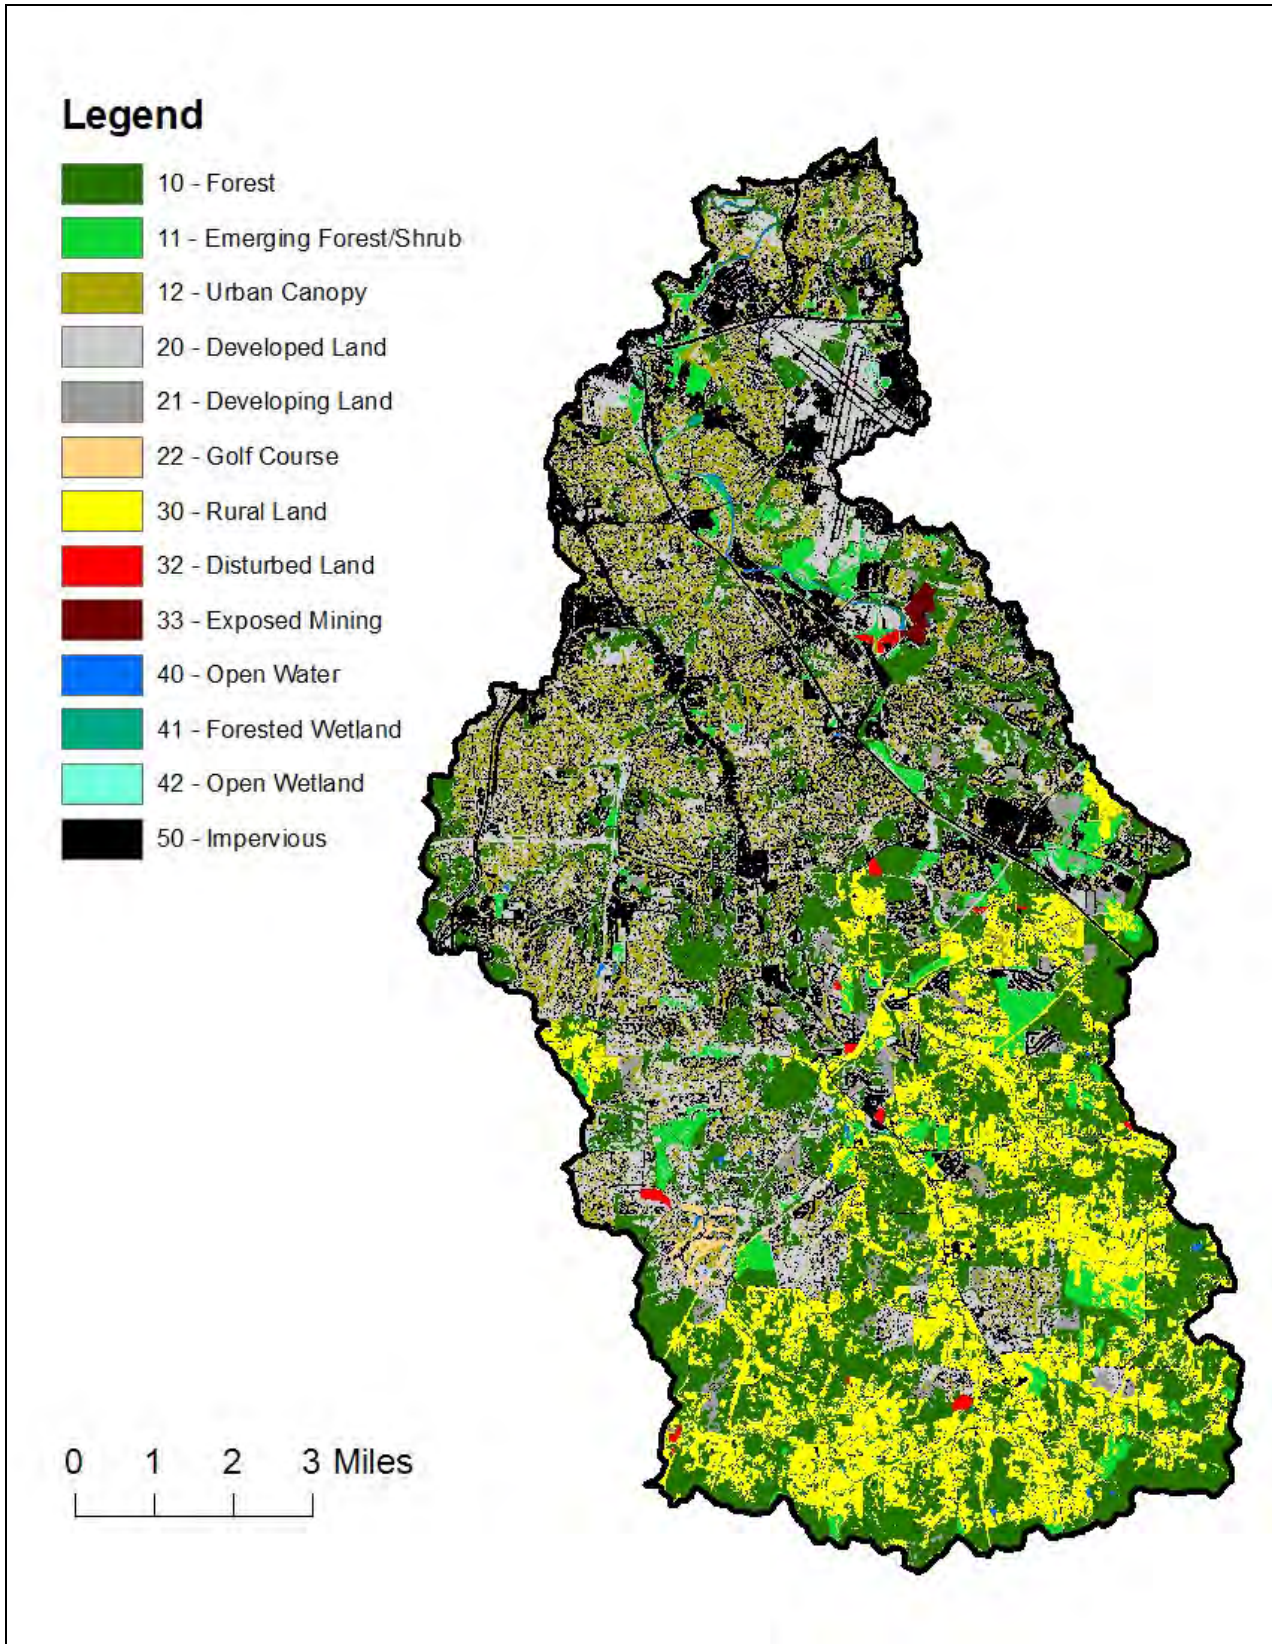 Legend
10 - Forest
11 - Emerging Forest/Shrub
12 - Urban Canopy
20 - Developed Land
21 - Developing Land
22 - Golf Course
30 - Rural Land
32 - Disturbed Land
33 - Exposed Mining
40 - Open Water
41 - Forested Wetland
42 - Open Wetland
50 - Impervious
0 1 2 3 Miles